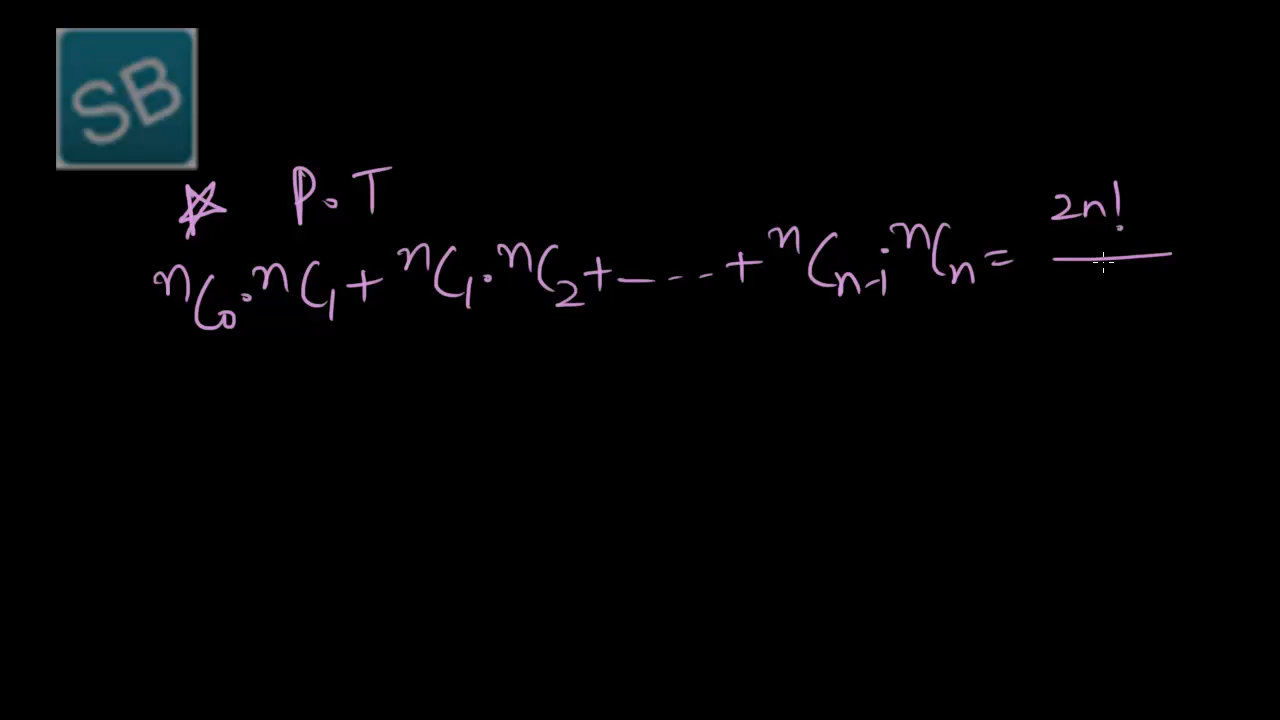 SB
P.T
ⁿC₀.ⁿC₁ + ⁿC₁.ⁿC₂ + ---- + ⁿCₙ₋₁.ⁿCₙ = 2n!/